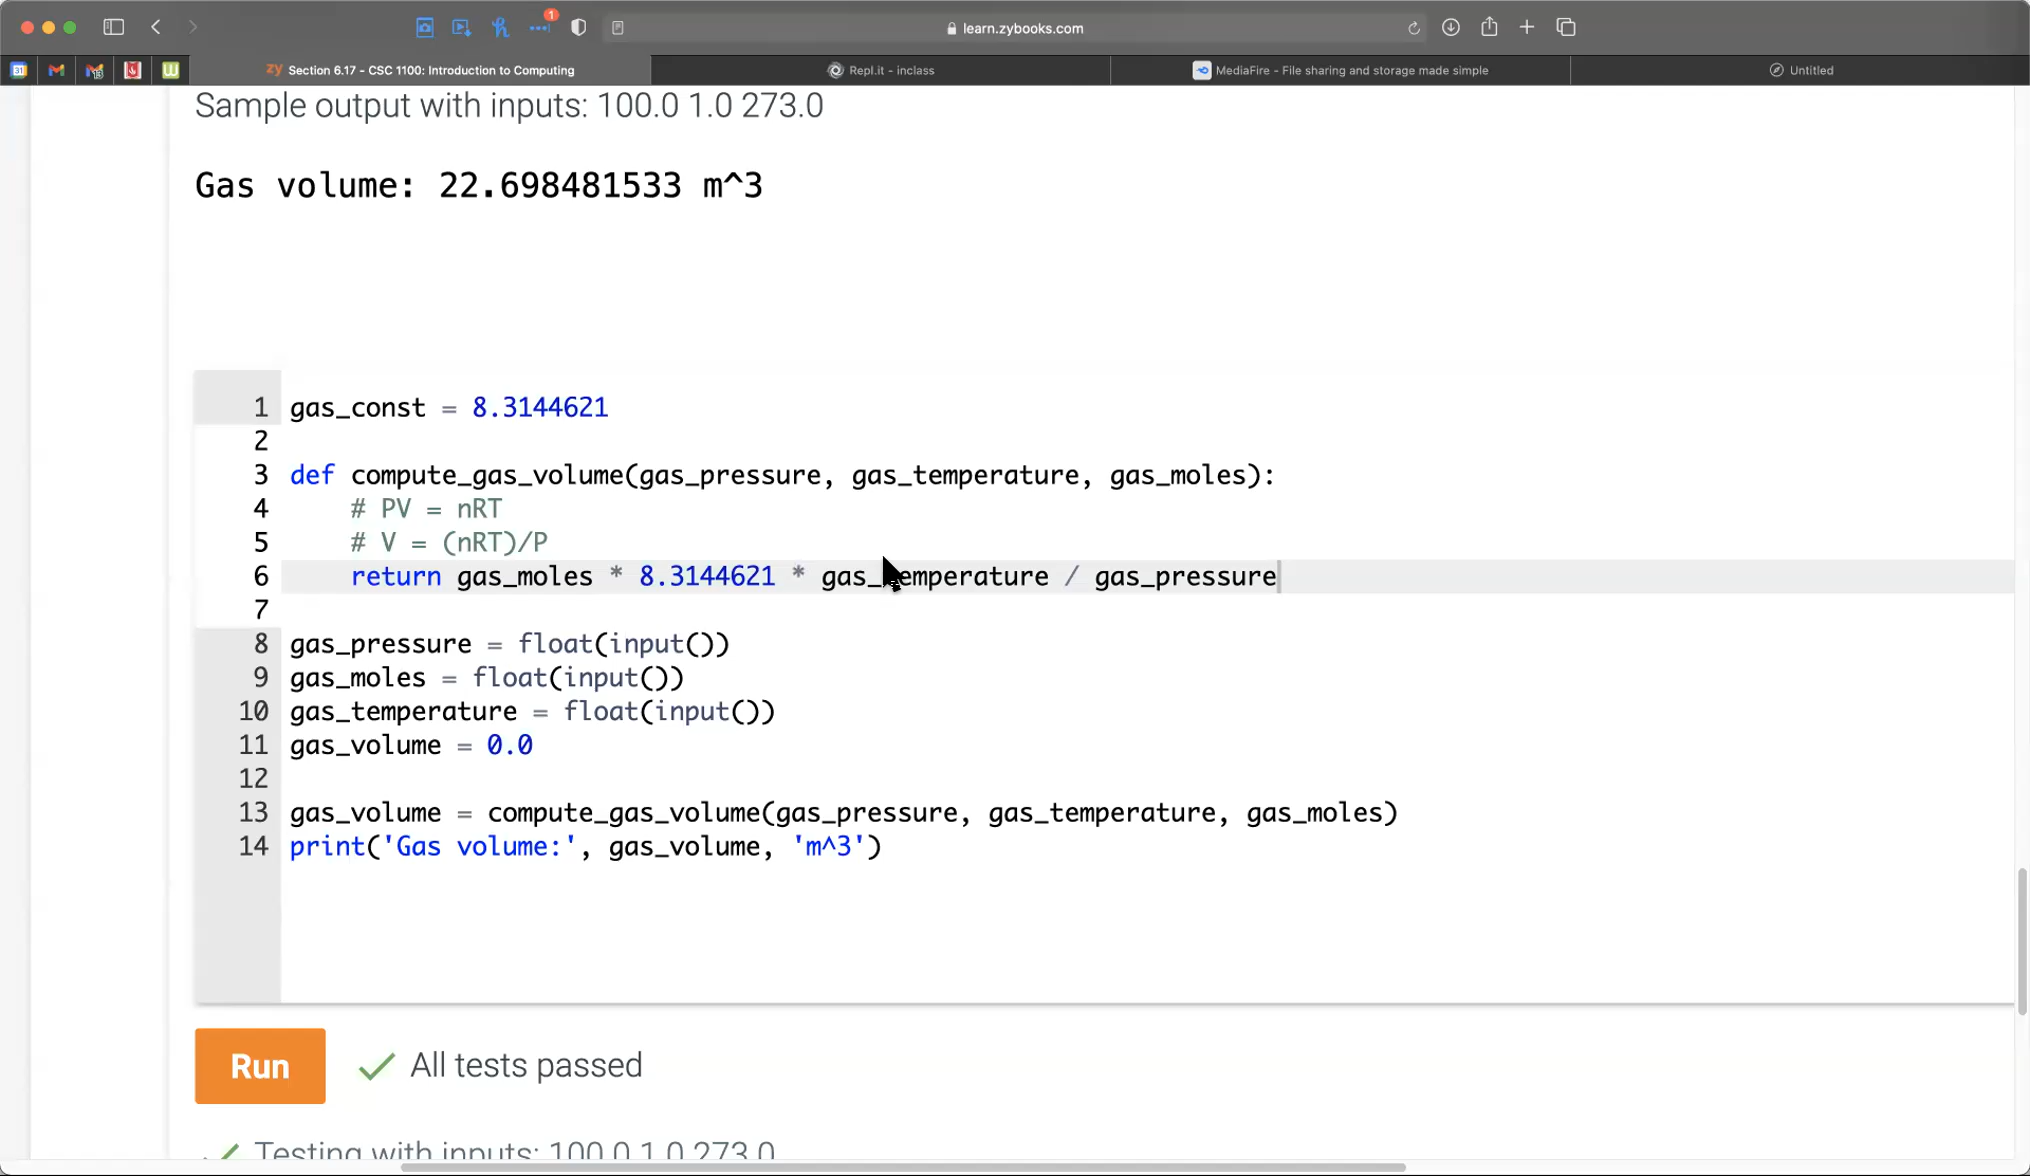 1
learn.zybooks.com
31
13
W
zy Section 6.17 - CSC 1100: Introduction to Computing
Repl.it - inclass
MediaFire - File sharing and storage made simple
Untitled
Sample output with inputs: 100.0 1.0 273.0
Gas volume: 22.698481533 m^3
1 gas_const = 8.3144621
2
3 def compute_gas_volume(gas_pressure, gas_temperature, gas_moles):
4 # PV = nRT
5 # V = (nRT)/P
6 return gas_moles * 8.3144621 * gas_temperature / gas_pressure
7
8 gas_pressure = float(input())
9 gas_moles = float(input())
10 gas_temperature = float(input())
11 gas_volume = 0.0
12
13 gas_volume = compute_gas_volume(gas_pressure, gas_temperature, gas_moles)
14 print('Gas volume:', gas_volume, 'm^3')
Run
All tests passed
Testing with inputs: 100.0 1.0 273.0